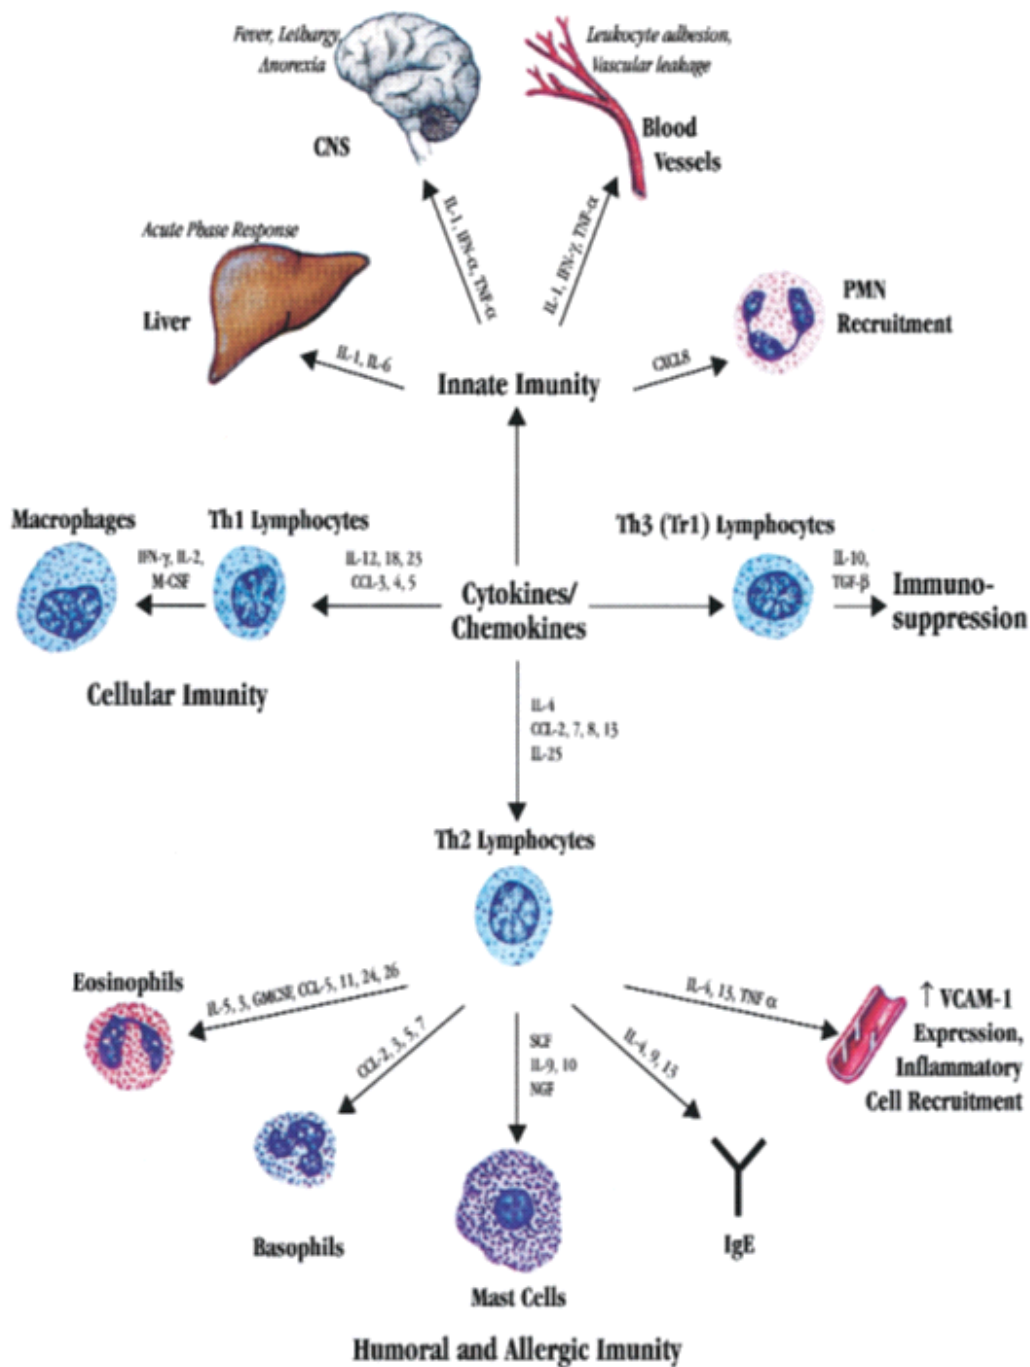 Fever, Lethargy,
Anorexia
CNS
Leukocyte adhesion,
Vascular leakage
Blood
Vessels
Acute Phase Response
Liver
IL-1, IFN-α, TNF-α
IL-1, IFN-γ, TNF-α
PMN
Recruitment
IL-1, IL-6
CXCL8
Innate Imunity
Macrophages
Th1 Lymphocytes
Th3 (Tr1) Lymphocytes
IFN-γ, IL-2,
M-CSF
IL-12, 18, 23
CCL-3, 4, 5
Cytokines/
Chemokines
IL-10,
TGF-β
Immuno-
suppression
Cellular Imunity
IL-4
CCL-2, 7, 8, 13
IL-25
Th2 Lymphocytes
Eosinophils
IL-5, 3, GMCSF, CCL-5, 11, 24, 26
CCL-2, 3, 5, 7
SCF
IL-9, 10
NGF
IL-4, 9, 13
IL-4, 13, TNF α
↑ VCAM-1
Expression,
Inflammatory
Cell Recruitment
Basophils
Mast Cells
IgE
Humoral and Allergic Imunity